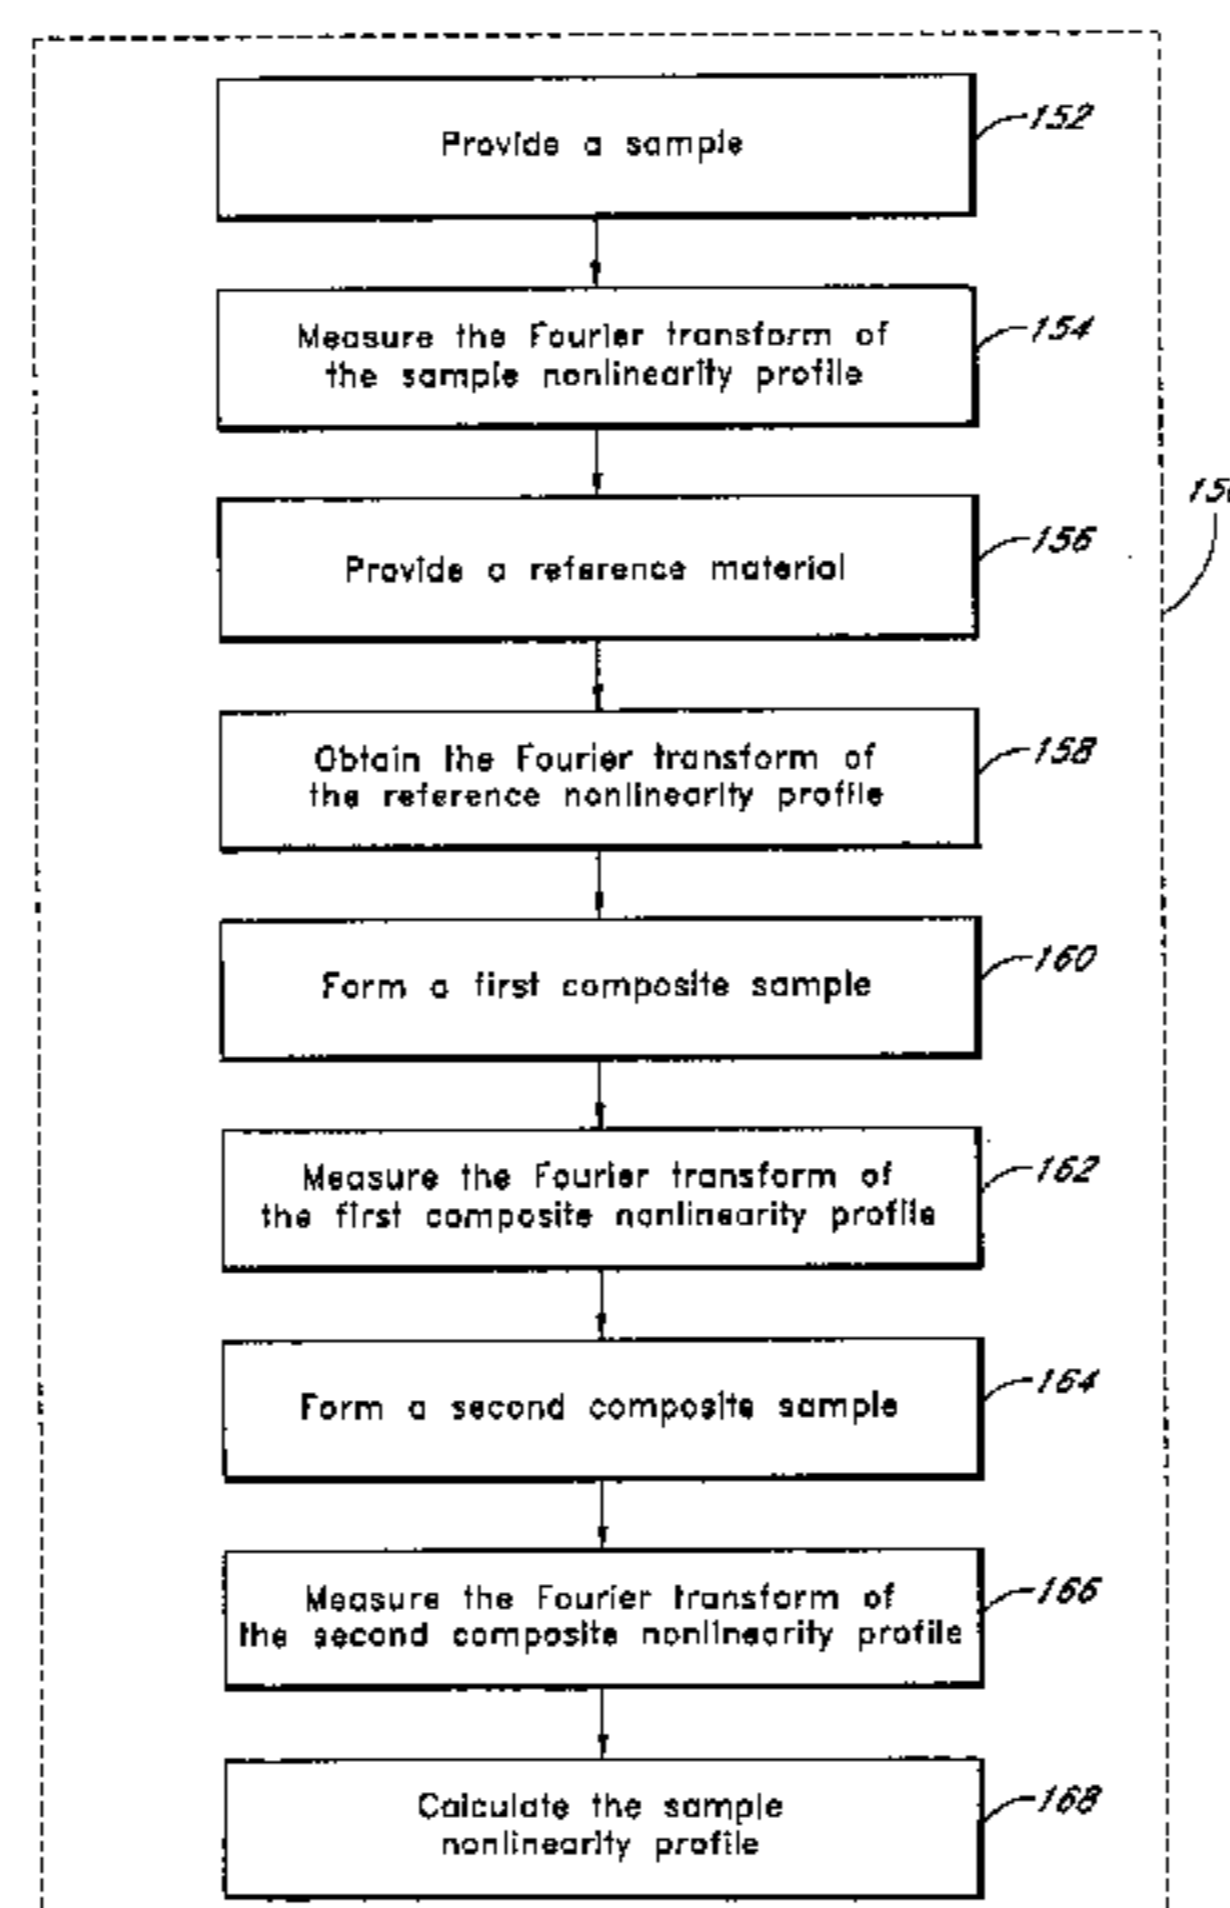 Provide a sample
152
Measure the Fourier transform of
the sample nonlinearity profile
154
Provide a reference material
156
Obtain the Fourier transform of
the reference nonlinearity profile
158
Form a first composite sample
160
Measure the Fourier transform of
the first composite nonlinearity profile
162
Form a second composite sample
164
Measure the Fourier transform of
the second composite nonlinearity profile
166
Calculate the sample
nonlinearity profile
168